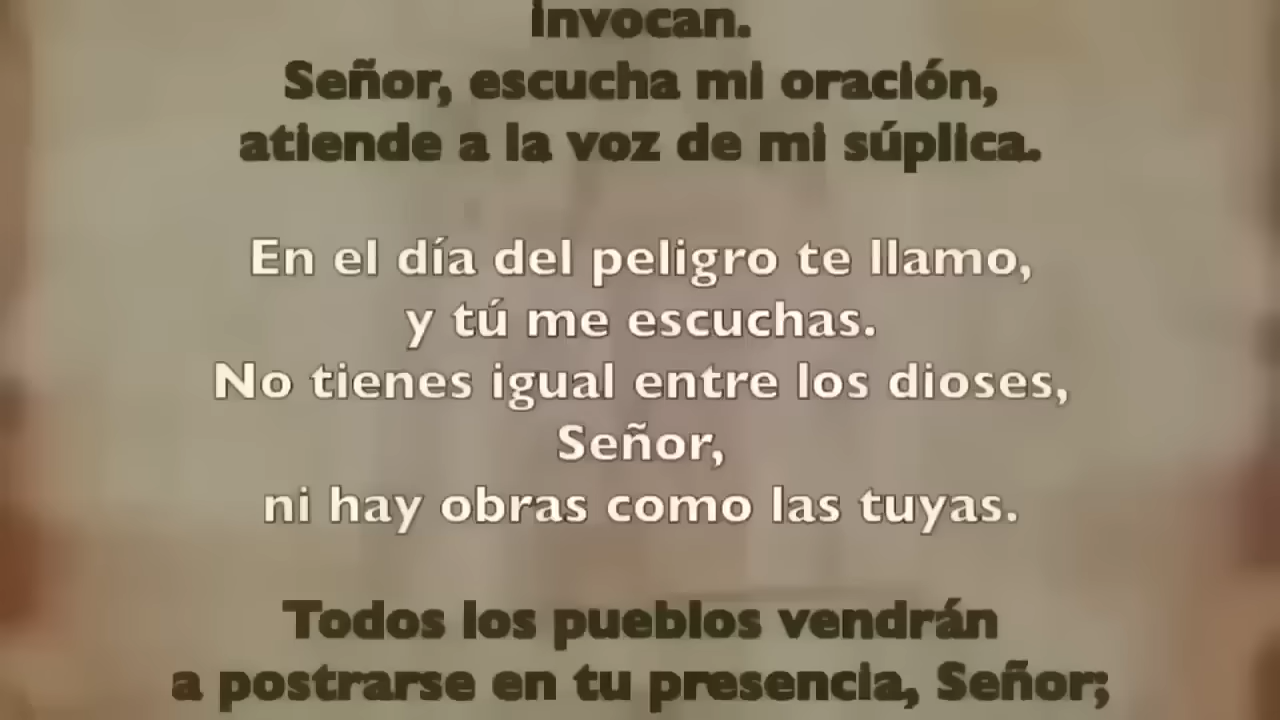 invocan.
Señor, escucha mi oración,
atiende a la voz de mi súplica.
En el día del peligro te llamo,
y tú me escuchas.
No tienes igual entre los dioses,
Señor,
ni hay obras como las tuyas.
Todos los pueblos vendrán
a postrarse en tu presencia, Señor;